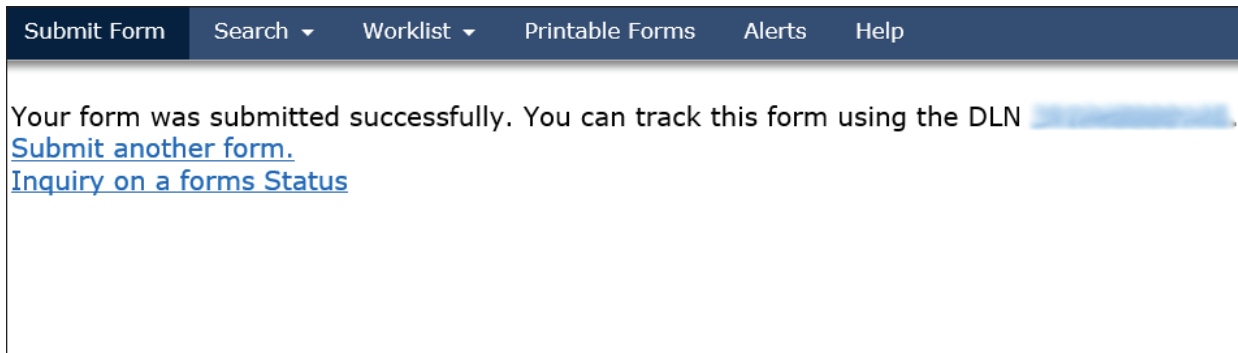 Submit Form Search Worklist Printable Forms Alerts Help
Your form was submitted successfully. You can track this form using the DLN .
Submit another form.
Inquiry on a forms Status